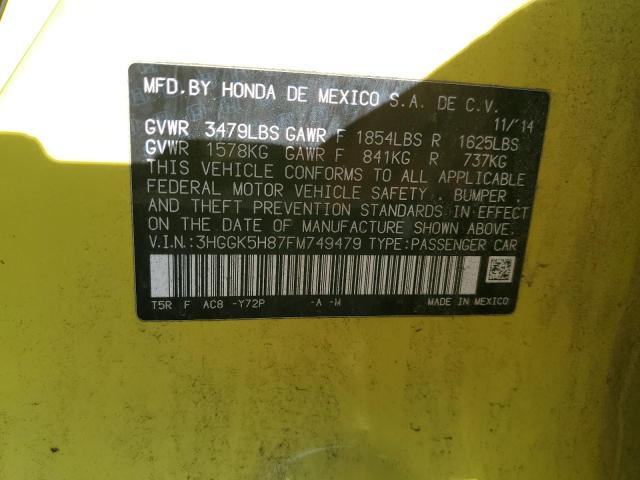 MFD.BY HONDA DE MEXICO S.A. DE C.V.
11/'14
GVWR 3479LBS GAWR F 1854LBS R 1625LBS
GVWR 1578KG GAWR F 841KG R 737KG
THIS VEHICLE CONFORMS TO ALL APPLICABLE
FEDERAL MOTOR VEHICLE SAFETY, BUMPER,
AND THEFT PREVENTION STANDARDS IN EFFECT
ON THE DATE OF MANUFACTURE SHOWN ABOVE.
V.I.N.:3HGGK5H87FM749479 TYPE:PASSENGER CAR
T5R F AC8 -Y72P -A -M MADE IN MEXICO